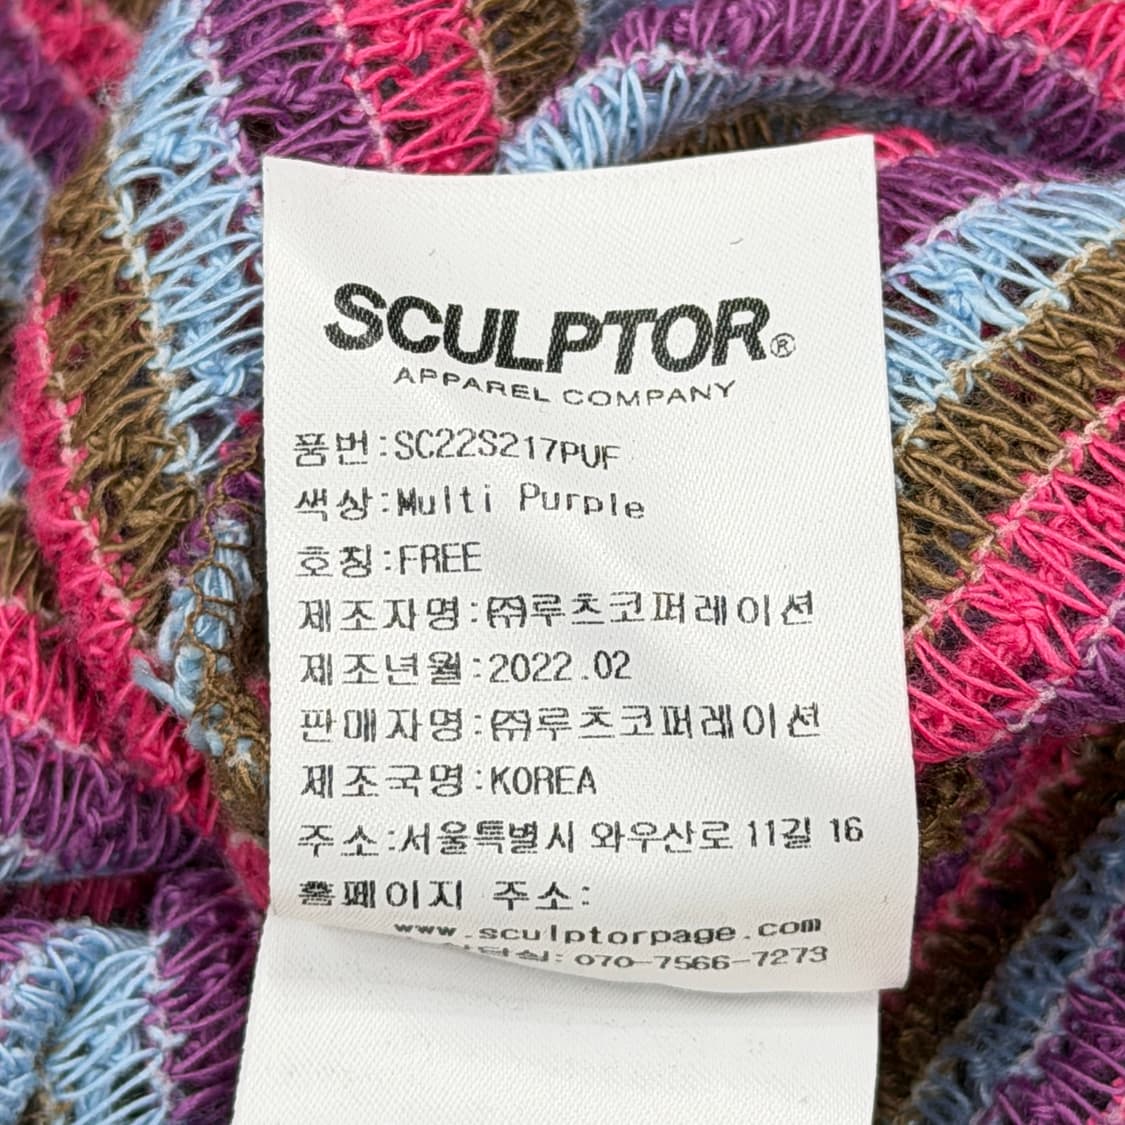 SCULPTOR®
APPAREL COMPANY
품번:SC22S217PUF
색상:Multi Purple
호칭:FREE
제조자명:㈜루츠코퍼레이션
제조년월:2022.02
판매자명:㈜루츠코퍼레이션
제조국명:KOREA
주소:서울특별시 와우산로 11길 16
홈페이지 주소:
www.sculptorpage.com
070-7566-7273